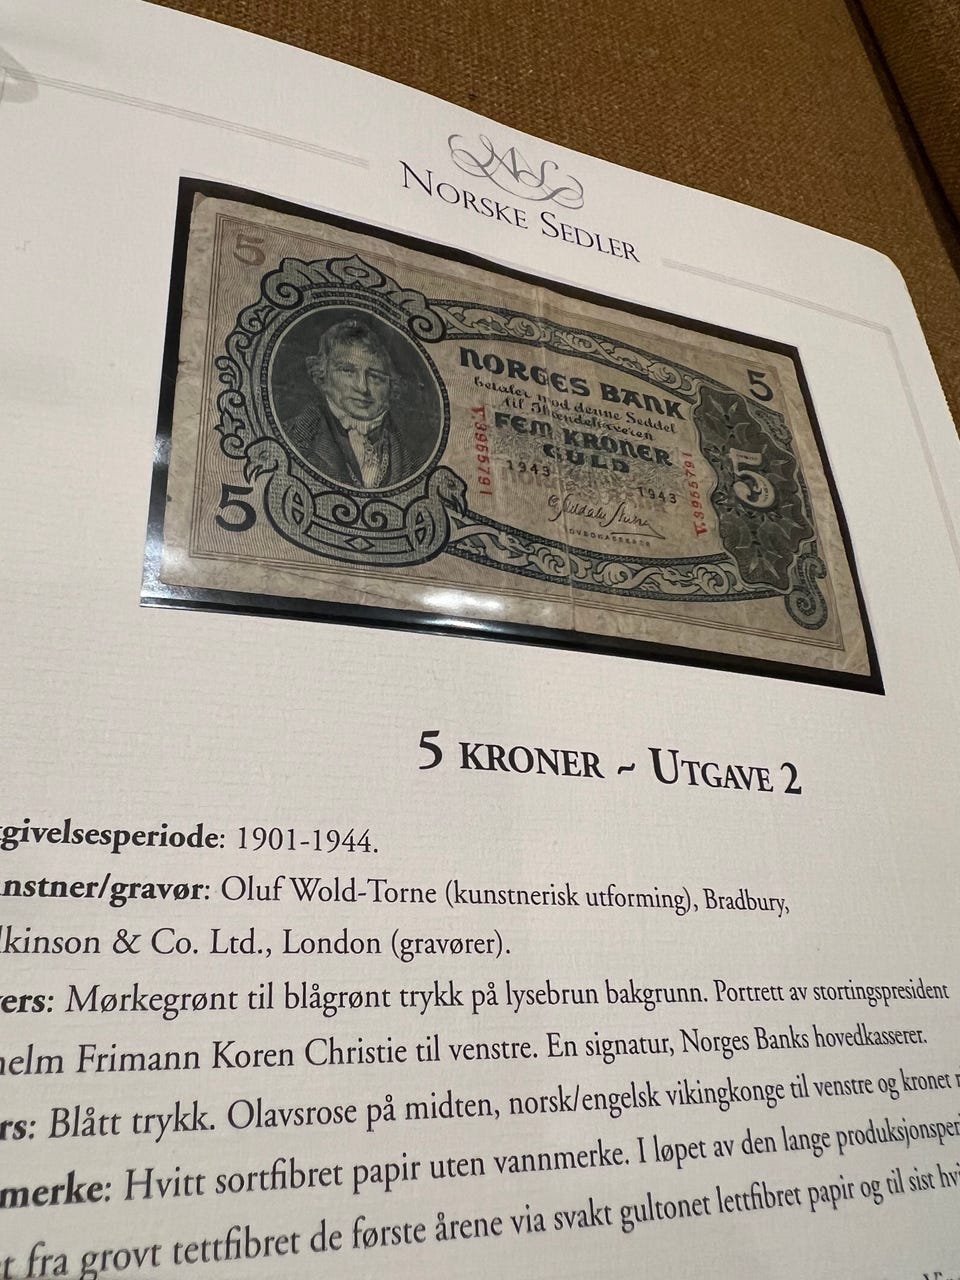 NORSKE SEDLER
5
5
NORGES BANK
betaler mod denne Seddel
til Ihændehaveren
FEM KRONER
GULD
1943 1943
V.3955791
V.3955791
HOVEDKASSERER
5
5
5 KRONER ~ UTGAVE 2
givelsesperiode: 1901-1944.
nstner/gravør: Oluf Wold-Torne (kunstnerisk utforming), Bradbury,
lkinson & Co. Ltd., London (gravører).
ers: Mørkegrønt til blågrønt trykk på lysebrun bakgrunn. Portrett av stortingspresident
helm Frimann Koren Christie til venstre. En signatur, Norges Banks hovedkasserer.
rs: Blått trykk. Olavsrose på midten, norsk/engelsk vikingkonge til venstre og kronet
merke: Hvitt sortfibret papir uten vannmerke. I løpet av den lange produksjonsper
t fra grovt tettfibret de første årene via svakt gultonet lettfibret papir og til sist hvi